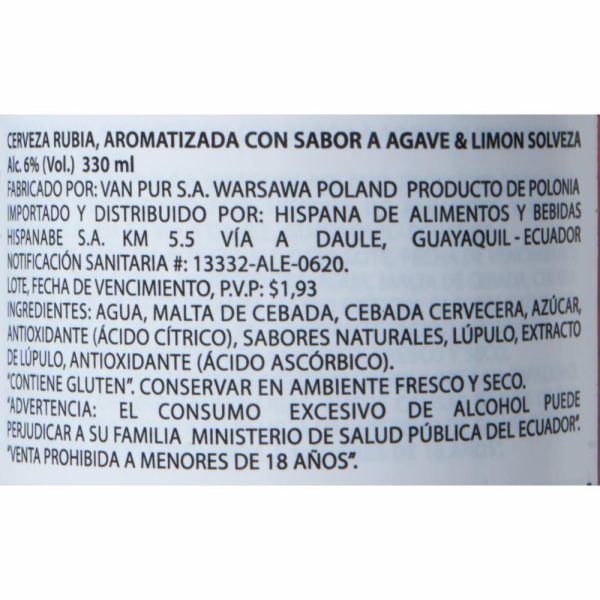 CERVEZA RUBIA, AROMATIZADA CON SABOR A AGAVE & LIMON SOLVEZA
Alc. 6% (Vol.) 330 ml
FABRICADO POR: VAN PUR S.A. WARSAWA POLAND PRODUCTO DE POLONIA
IMPORTADO Y DISTRIBUIDO POR: HISPANA DE ALIMENTOS Y BEBIDAS
HISPANABE S.A. KM 5.5 VÍA A DAULE, GUAYAQUIL - ECUADOR
NOTIFICACIÓN SANITARIA #: 13332-ALE-0620.
LOTE, FECHA DE VENCIMIENTO, P.V.P: $1,93
INGREDIENTES: AGUA, MALTA DE CEBADA, CEBADA CERVECERA, AZÚCAR,
ANTIOXIDANTE (ÁCIDO CÍTRICO), SABORES NATURALES, LÚPULO, EXTRACTO
DE LÚPULO, ANTIOXIDANTE (ÁCIDO ASCÓRBICO).
"CONTIENE GLUTEN". CONSERVAR EN AMBIENTE FRESCO Y SECO.
"ADVERTENCIA: EL CONSUMO EXCESIVO DE ALCOHOL PUEDE
PERJUDICAR A SU FAMILIA MINISTERIO DE SALUD PÚBLICA DEL ECUADOR".
"VENTA PROHIBIDA A MENORES DE 18 AÑOS".